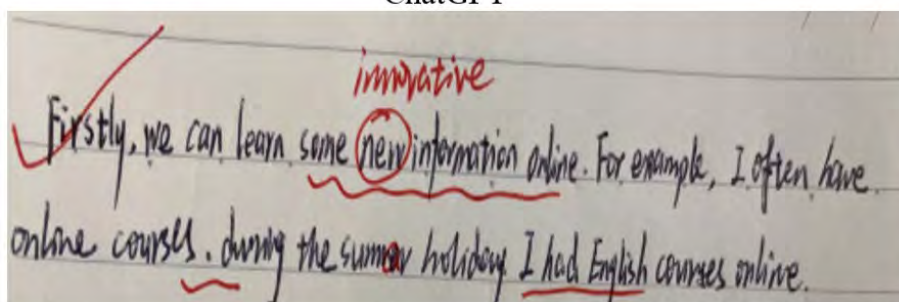 ChatGPT
innovative
Firstly, we can learn some new information online. For example, I often have
online courses. during the summer holiday I had English courses online.